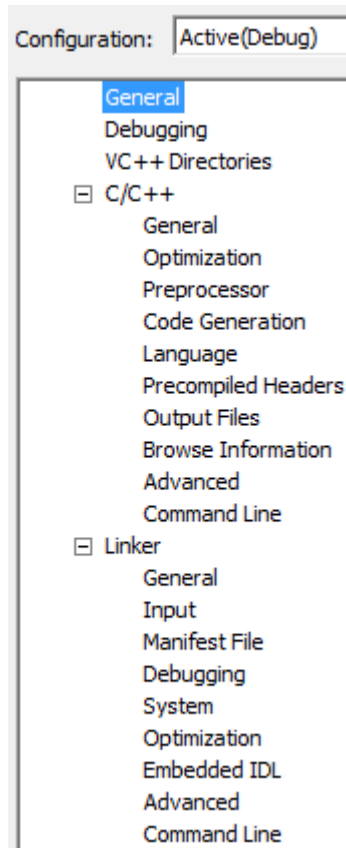 Configuration: Active(Debug)
General
Debugging
VC++ Directories
C/C++
General
Optimization
Preprocessor
Code Generation
Language
Precompiled Headers
Output Files
Browse Information
Advanced
Command Line
Linker
General
Input
Manifest File
Debugging
System
Optimization
Embedded IDL
Advanced
Command Line